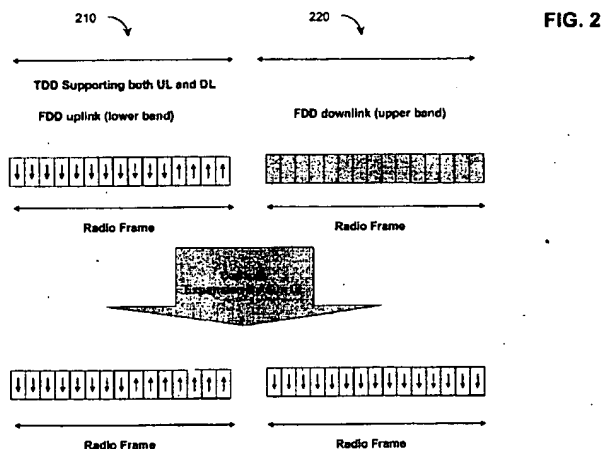 210
220
FIG. 2
TDD Supporting both UL and DL
FDD uplink (lower band)
FDD downlink (upper band)
Radio Frame
Radio Frame
Radio Frame
Radio Frame